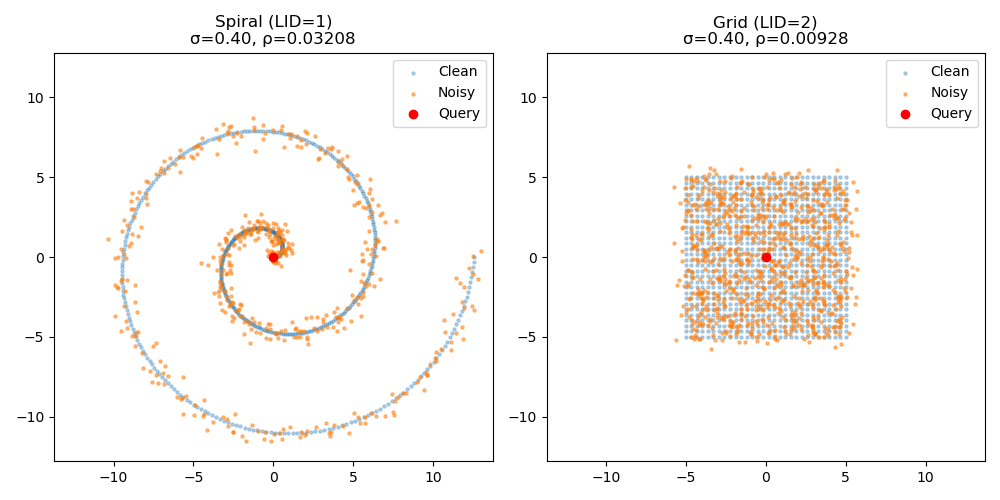 Spiral (LID=1)
σ=0.40, ρ=0.03208
Clean
Noisy
Query
10
5
0
−5
−10
−10
−5
0
5
10
Grid (LID=2)
σ=0.40, ρ=0.00928
Clean
Noisy
Query
10
5
0
−5
−10
−10
−5
0
5
10